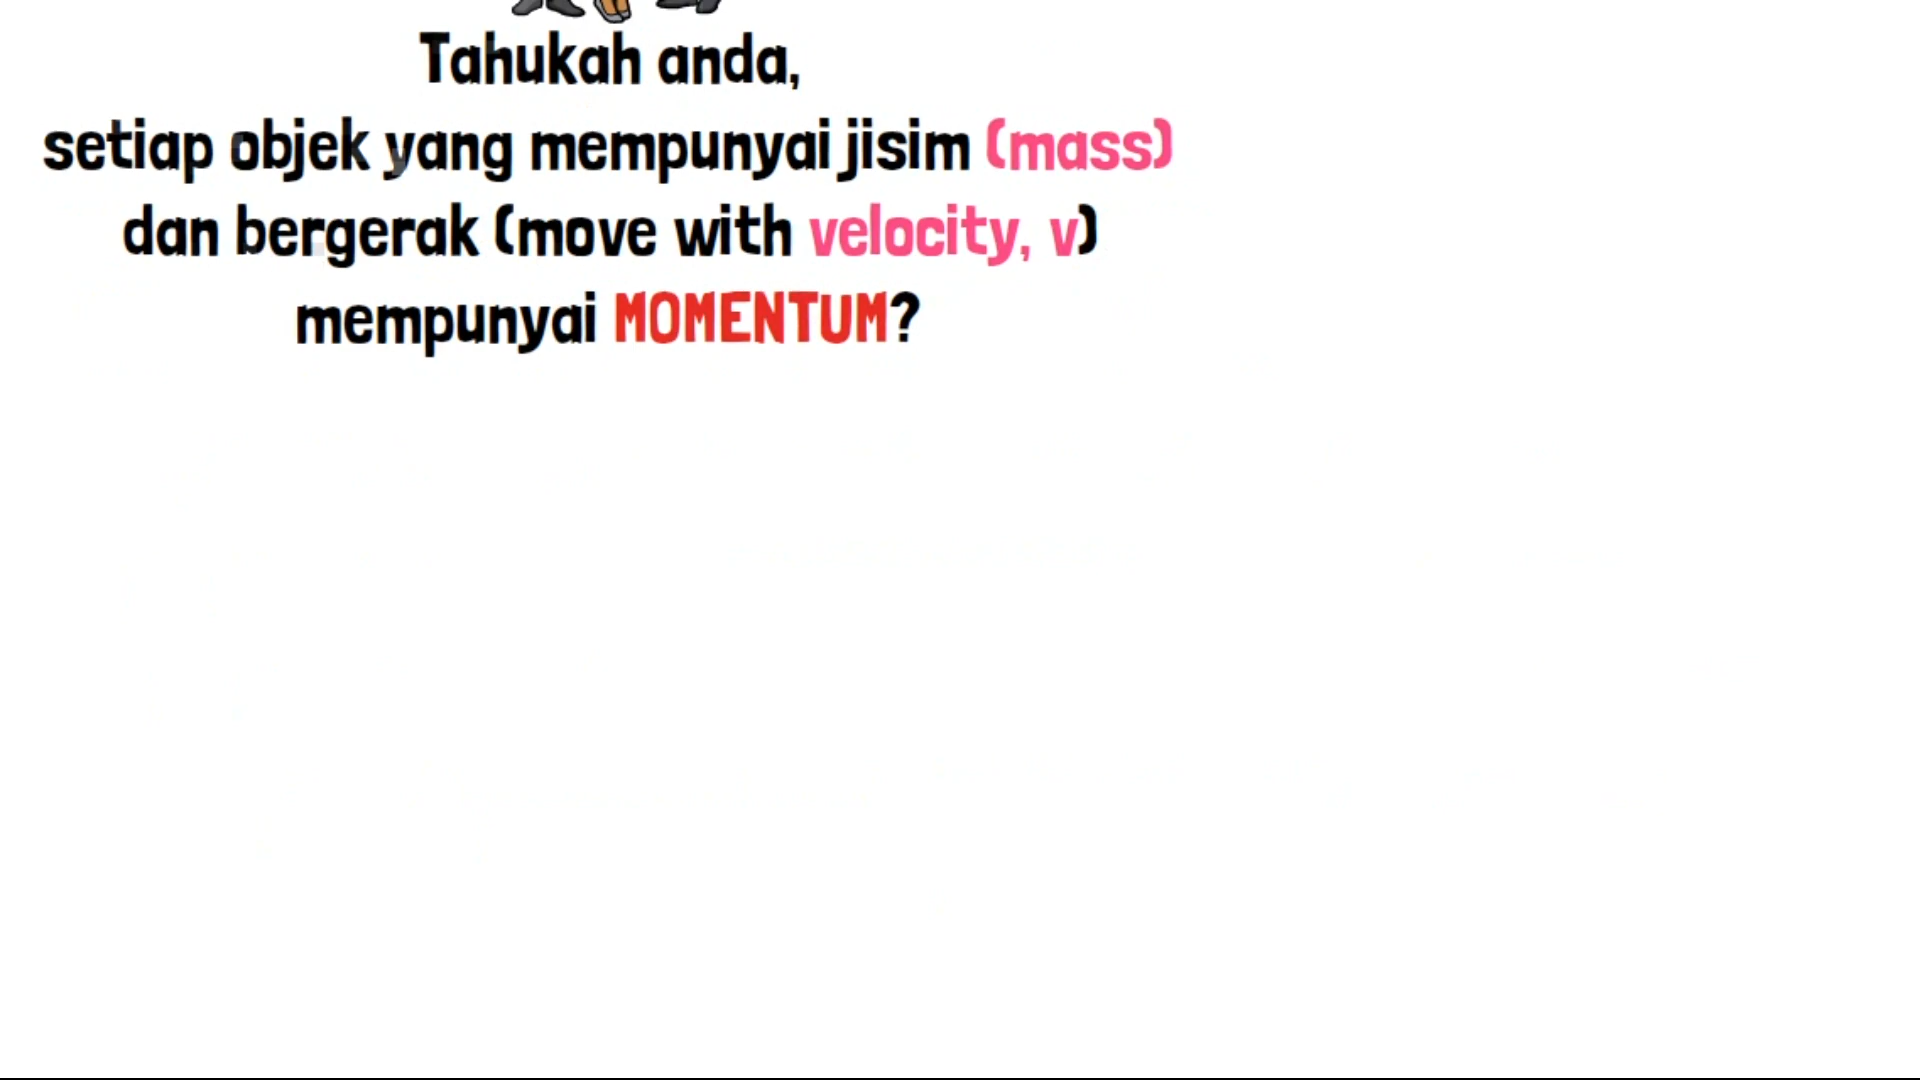 Tahukah anda,
setiap objek yang mempunyai jisim (mass)
dan bergerak (move with velocity, v)
mempunyai MOMENTUM?